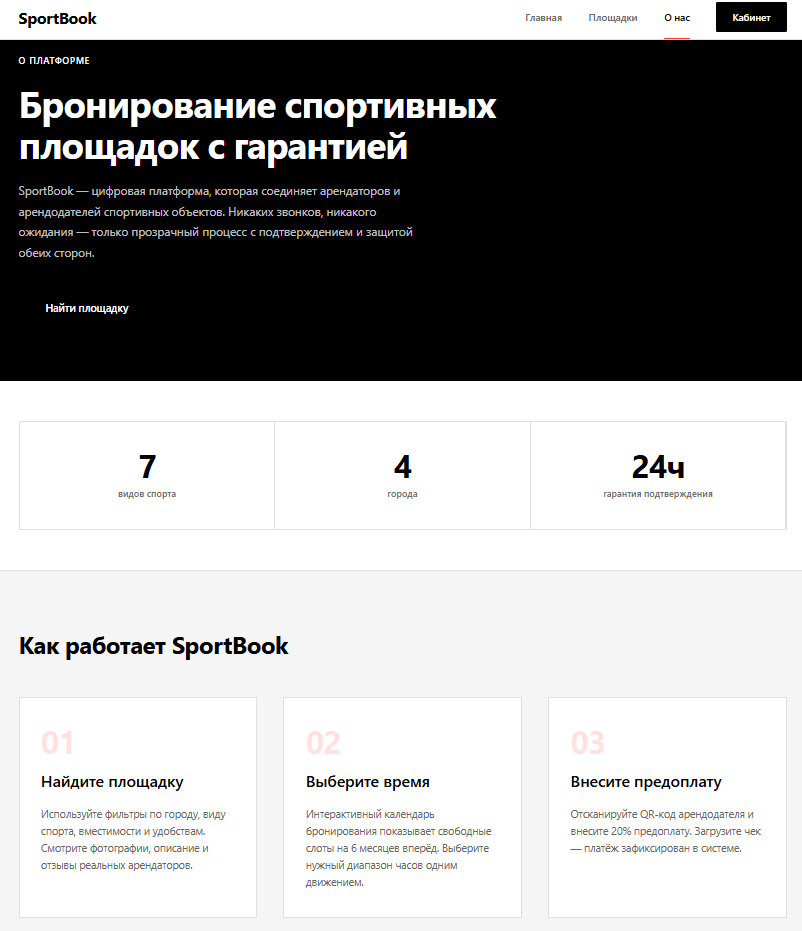 SportBook
Главная
Площадки
О нас
Кабинет
О ПЛАТФОРМЕ
Бронирование спортивных
площадок с гарантией
SportBook — цифровая платформа, которая соединяет арендаторов и
арендодателей спортивных объектов. Никаких звонков, никакого
ожидания — только прозрачный процесс с подтверждением и защитой
обеих сторон.
Найти площадку
7
видов спорта
4
города
24ч
гарантия подтверждения
Как работает SportBook
01
Найдите площадку
Используйте фильтры по городу, виду
спорта, вместимости и удобствам.
Смотрите фотографии, описание и
отзывы реальных арендаторов.
02
Выберите время
Интерактивный календарь
бронирования показывает свободные
слоты на 6 месяцев вперёд. Выберите
нужный диапазон часов одним
движением.
03
Внесите предоплату
Отсканируйте QR-код арендодателя и
внесите 20% предоплату. Загрузите чек
— платёж зафиксирован в системе.